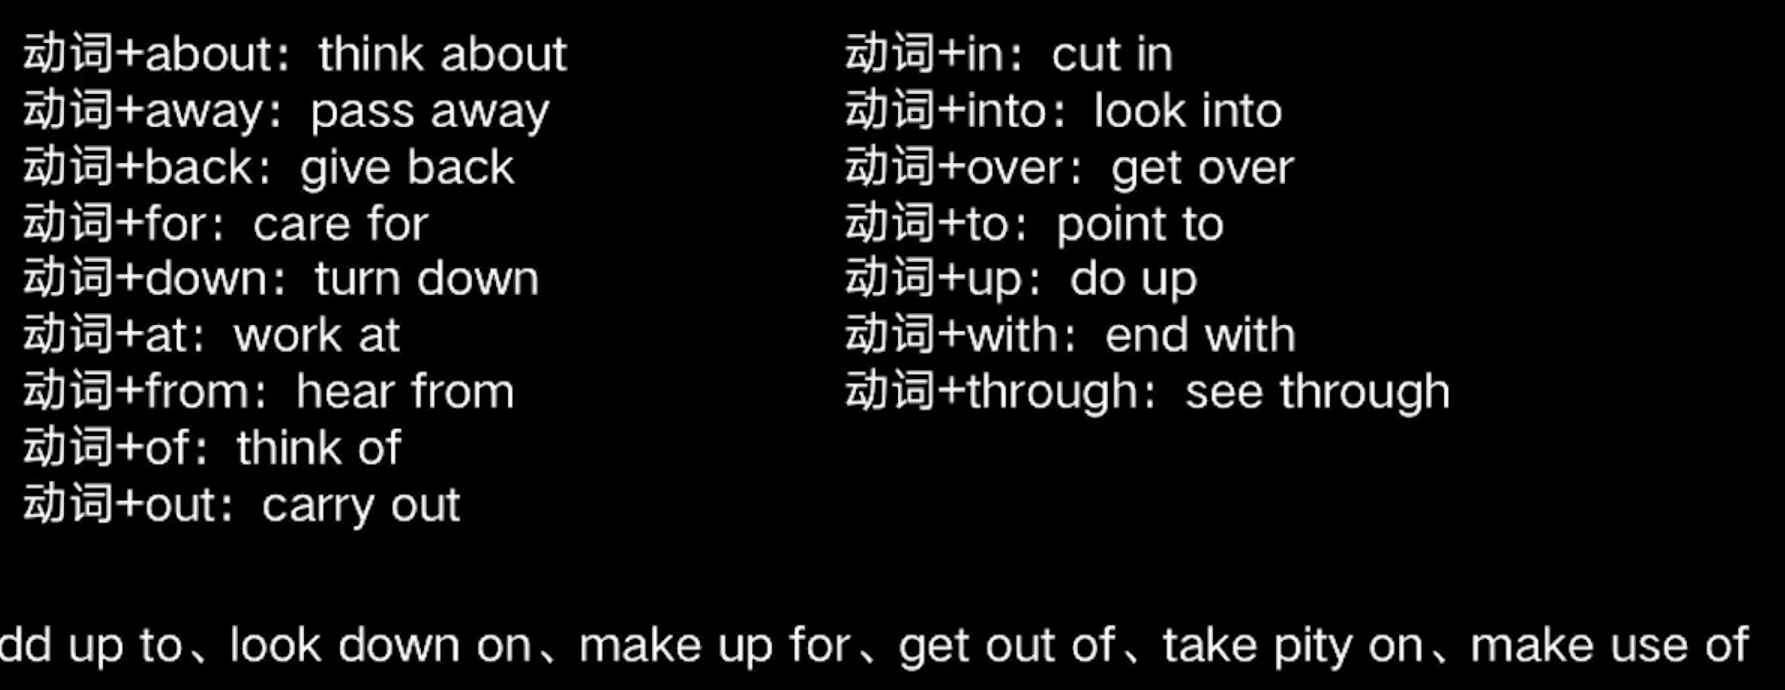 动词+about：think about
动词+away：pass away
动词+back：give back
动词+for：care for
动词+down：turn down
动词+at：work at
动词+from：hear from
动词+of：think of
动词+out：carry out
动词+in：cut in
动词+into：look into
动词+over：get over
动词+to：point to
动词+up：do up
动词+with：end with
动词+through：see through
dd up to、look down on、make up for、get out of、take pity on、make use of